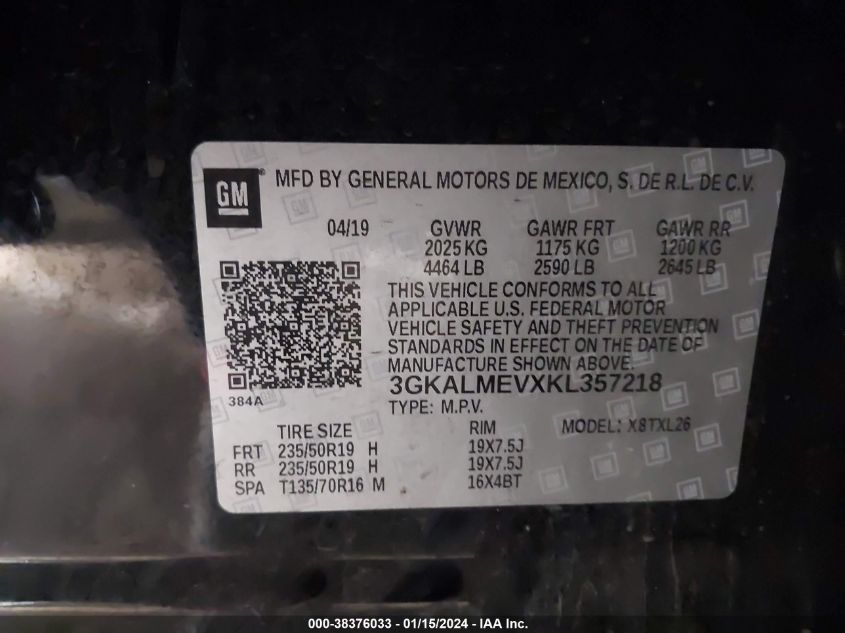 GM
MFD BY GENERAL MOTORS DE MEXICO, S. DE R.L. DE C.V.
04/19 GVWR GAWR FRT GAWR RR
2025 KG 1175 KG 1200 KG
4464 LB 2590 LB 2645 LB
THIS VEHICLE CONFORMS TO ALL
APPLICABLE U.S. FEDERAL MOTOR
VEHICLE SAFETY AND THEFT PREVENTION
STANDARDS IN EFFECT ON THE DATE OF
MANUFACTURE SHOWN ABOVE.
384A
3GKALMEVXKL357218
TYPE: M.P.V.
TIRE SIZE RIM MODEL: X8TXL26
FRT 235/50R19 H 19X7.5J
RR 235/50R19 H 19X7.5J
SPA T135/70R16 M 16X4BT
000-38376033 - 01/15/2024 - IAA Inc.